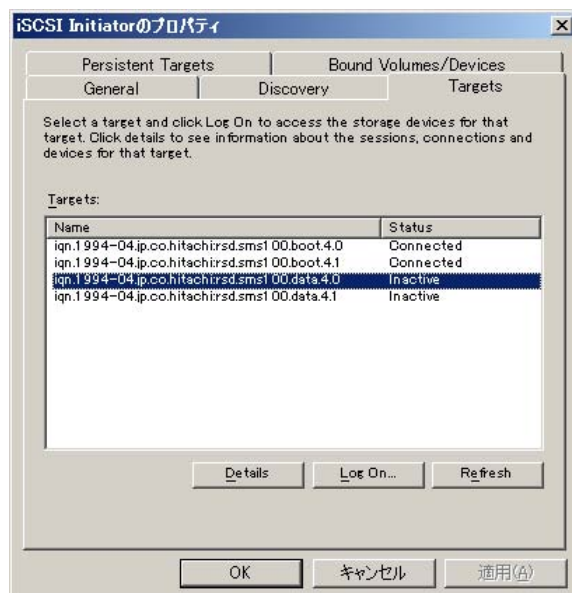 iSCSI Initiatorのプロパティ
Persistent Targets
Bound Volumes/Devices
General
Discovery
Targets
Select a target and click Log On to access the storage devices for that
target. Click details to see information about the sessions, connections and
devices for that target.
Targets:
Name
Status
iqn.1994-04.jp.co.hitachi:rsd.sms100.boot.4.0
Connected
iqn.1994-04.jp.co.hitachi:rsd.sms100.boot.4.1
Connected
iqn.1994-04.jp.co.hitachi:rsd.sms100.data.4.0
Inactive
iqn.1994-04.jp.co.hitachi:rsd.sms100.data.4.1
Inactive
Details
Log On...
Refresh
OK
キャンセル
適用(A)